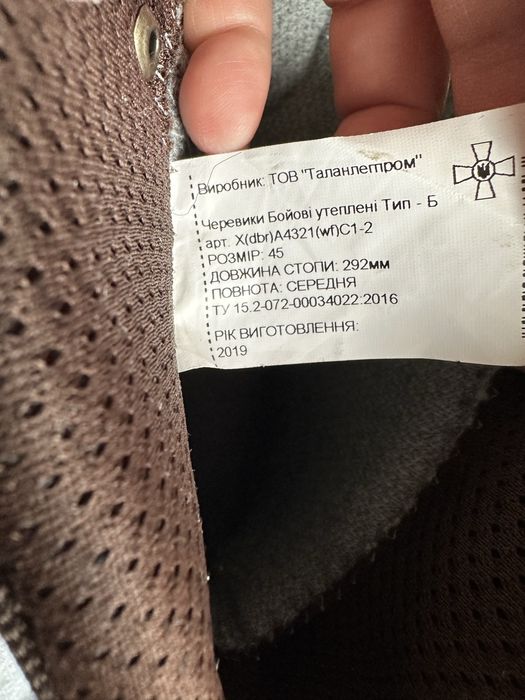 Виробник: ТОВ "Таланлегпром"
Черевики Бойові утеплені Тип - Б
арт. X(dbr)A4321(wf)C1-2
РОЗМІР: 45
ДОВЖИНА СТОПИ: 292мм
ПОВНОТА: СЕРЕДНЯ
ТУ 15.2-072-00034022:2016
РІК ВИГОТОВЛЕННЯ:
2019